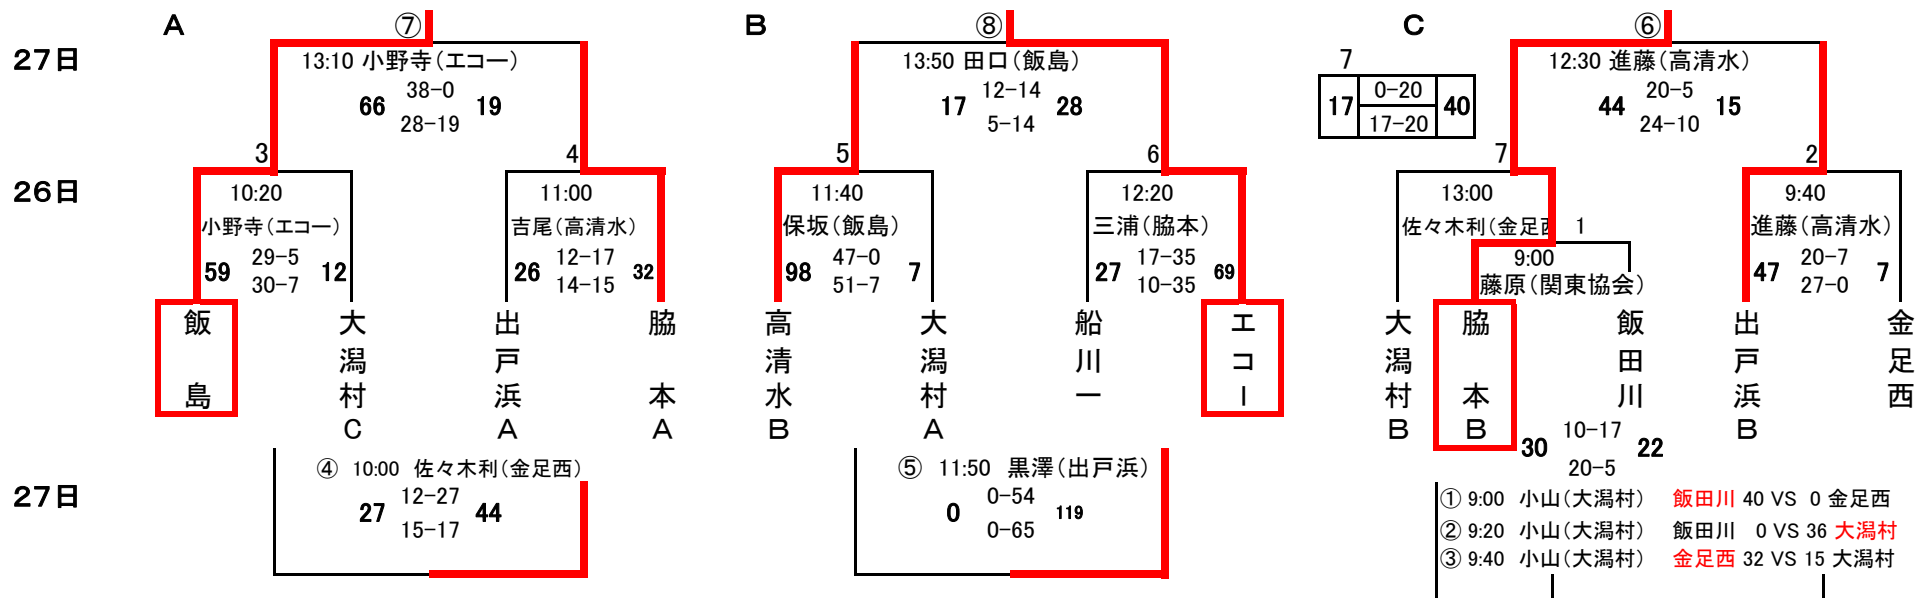 A ⑦ B ⑧ C ⑥
27日
13:10 小野寺（エコー）
38-0
66 19
28-19
13:50 田口（飯島）
12-14
17 28
5-14
7
0-20
17 40
17-20
12:30 進藤（高清水）
20-5
44 15
24-10
3 4 5 6 7 2
26日
10:20
小野寺（エコー）
29-5
59 12
30-7
11:00
吉尾（高清水）
12-17
26 32
14-15
11:40
保坂（飯島）
47-0
98 7
51-7
12:20
三浦（脇本）
17-35
27 69
10-35
13:00
佐々木利（金足西
1
9:00
藤原（関東協会）
9:40
進藤（高清水）
20-7
47 7
27-0
飯島
大潟村C
出戸浜A
脇本A
高清水B
大潟村A
船川一
エコー
大潟村B
脇本B
飯田川
出戸浜B
金足西
10-17
30 22
20-5
27日
④ 10:00 佐々木利（金足西）
12-27
27 44
15-17
⑤ 11:50 黒澤（出戸浜）
0-54
0 119
0-65
① 9:00 小山（大潟村） 飯田川 40 VS 0 金足西
② 9:20 小山（大潟村） 飯田川 0 VS 36 大潟村
③ 9:40 小山（大潟村） 金足西 32 VS 15 大潟村